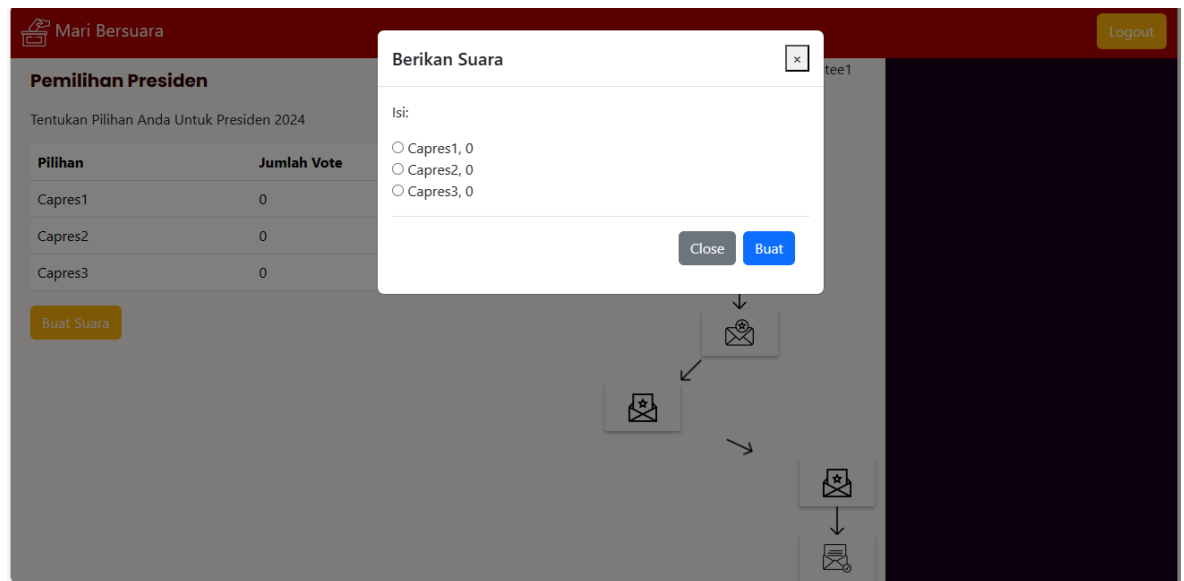 Mari Bersuara
Logout
Berikan Suara
×
Pemilihan Presiden
tee1
Tentukan Pilihan Anda Untuk Presiden 2024
Isi:
Capres1, 0
Capres2, 0
Capres3, 0
Pilihan Jumlah Vote
Capres1 0
Capres2 0
Capres3 0
Close Buat
Buat Suara